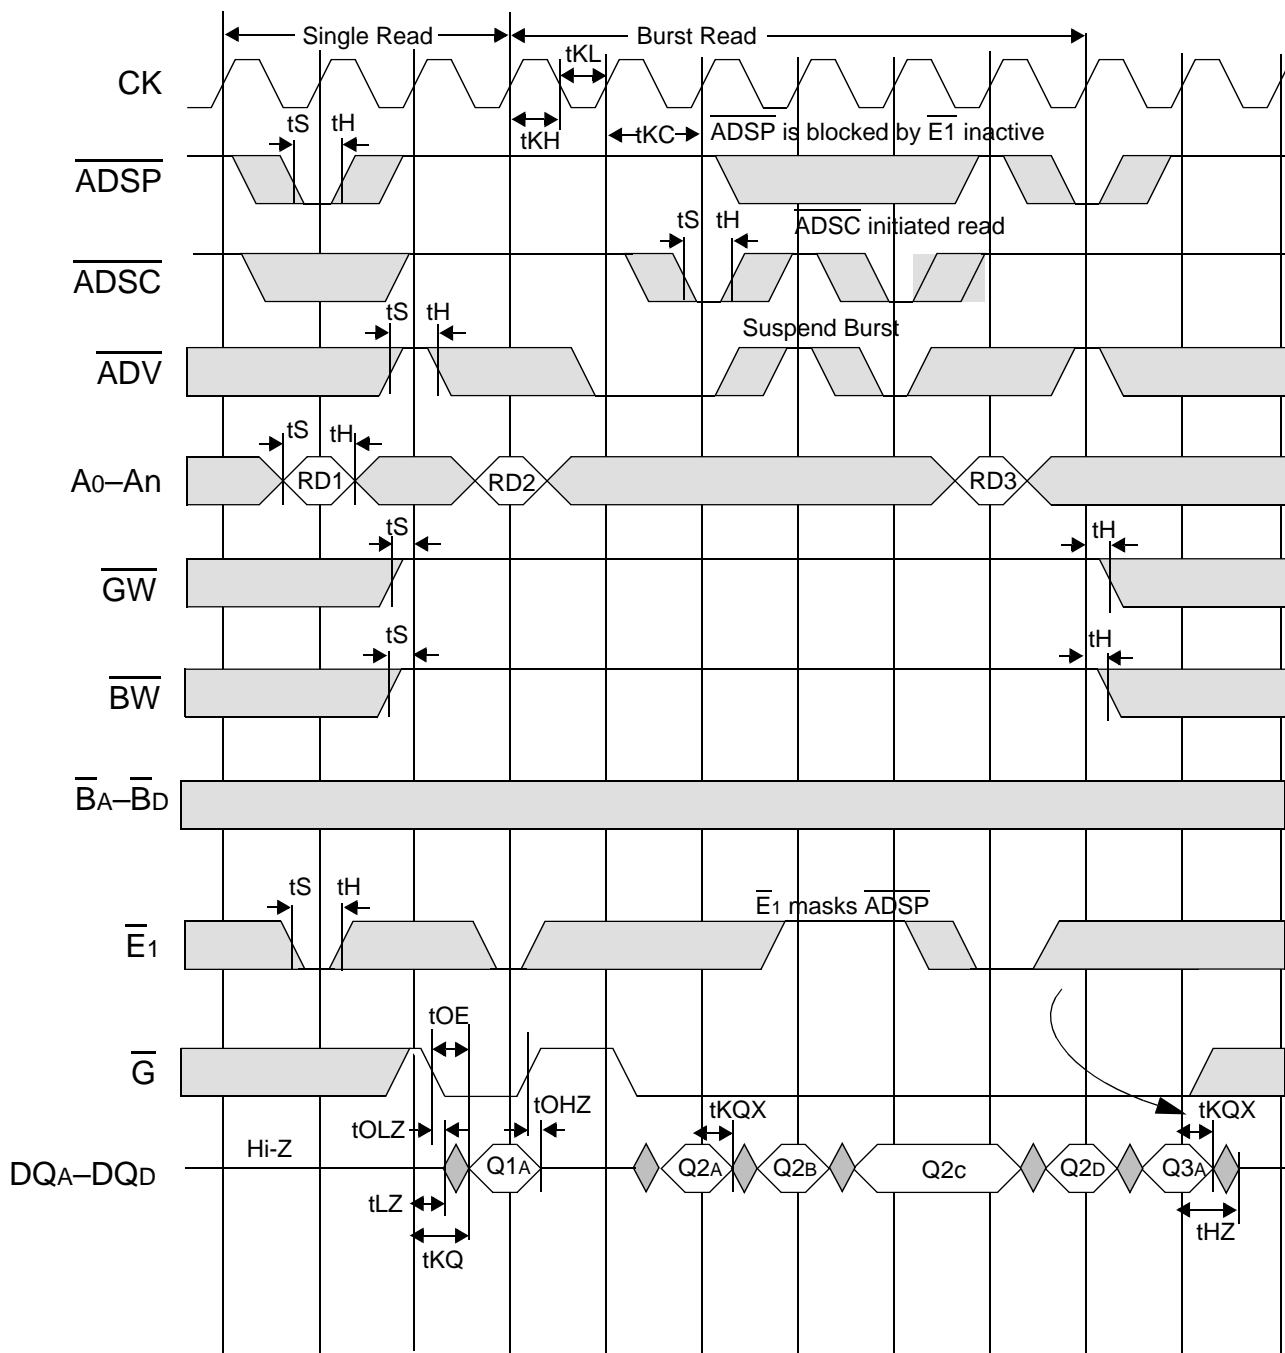 Single Read
Burst Read
CK
tKL
tS
tH
tKH
tKC
ADSP is blocked by E1 inactive
ADSP
tS
tH
ADSC initiated read
ADSC
tS
tH
Suspend Burst
ADV
tS
tH
A0–An
RD1
RD2
RD3
tS
tH
GW
tS
tH
BW
BA–BD
tS
tH
E1 masks ADSP
E1
tOE
G
tOLZ
tOHZ
tKQX
tKQX
Hi-Z
DQA–DQD
Q1A
Q2A
Q2B
Q2c
Q2D
Q3A
tLZ
tHZ
tKQ